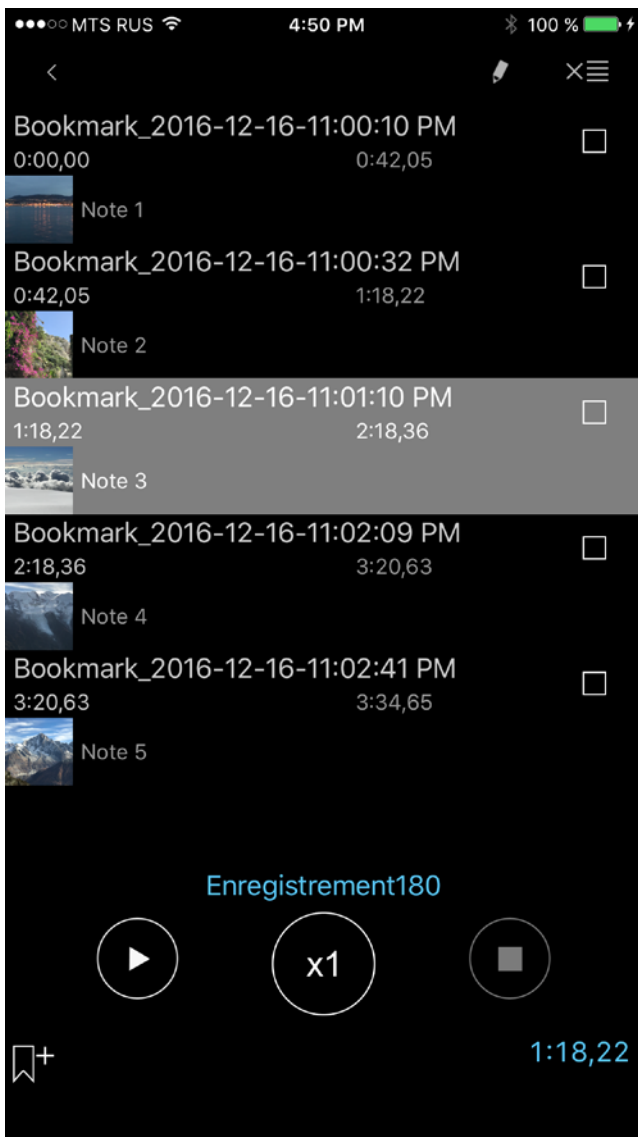 MTS RUS 4:50 PM 100 %
Bookmark_2016-12-16-11:00:10 PM
0:00,00 0:42,05
Note 1
Bookmark_2016-12-16-11:00:32 PM
0:42,05 1:18,22
Note 2
Bookmark_2016-12-16-11:01:10 PM
1:18,22 2:18,36
Note 3
Bookmark_2016-12-16-11:02:09 PM
2:18,36 3:20,63
Note 4
Bookmark_2016-12-16-11:02:41 PM
3:20,63 3:34,65
Note 5
Enregistrement180
x1
1:18,22